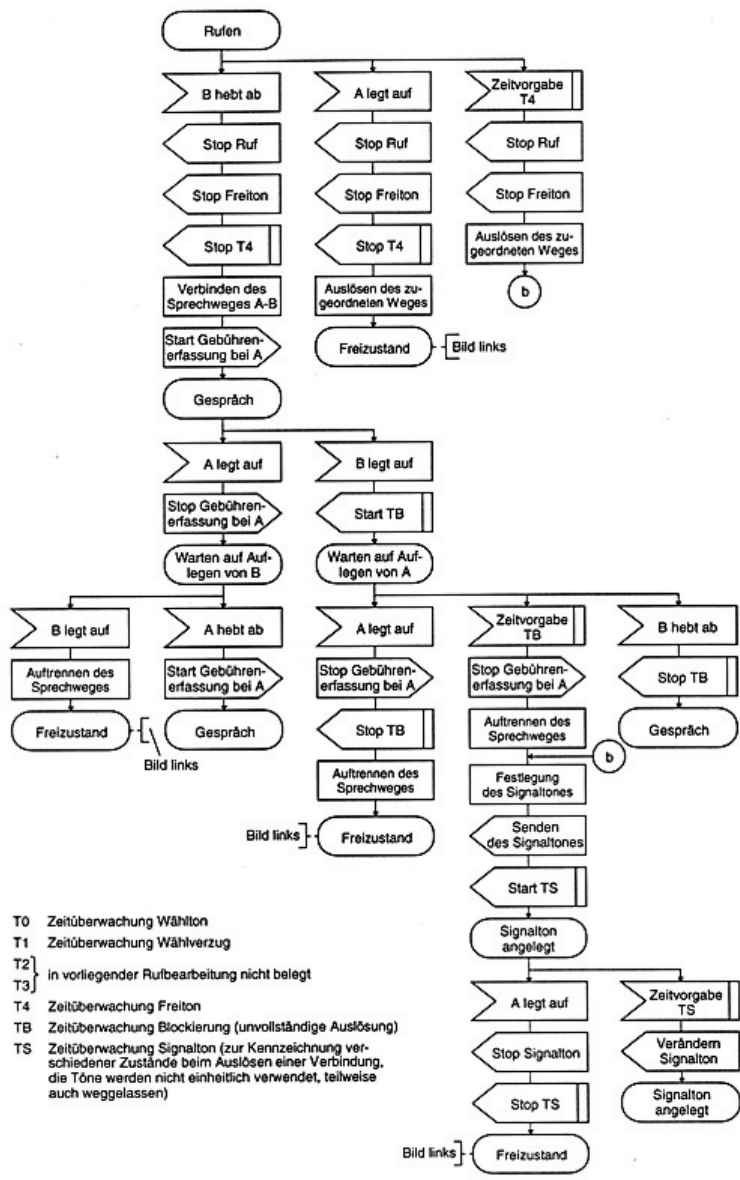 Rufen
B hebt ab
A legt auf
Zeitvorgabe
T4
Stop Ruf
Stop Ruf
Stop Ruf
Stop Freiton
Stop Freiton
Stop Freiton
Stop T4
Stop T4
Auslösen des zu-
geordneten Weges
Verbinden des
Sprechweges A-B
Auslösen des zu-
geordneten Weges
b
Start Gebühren-
erfassung bei A
Freizustand
Bild links
Gespräch
A legt auf
B legt auf
Stop Gebühren-
erfassung bei A
Start TB
Warten auf Auf-
legen von B
Warten auf Auf-
legen von A
B legt auf
A hebt ab
A legt auf
Zeitvorgabe
TB
B hebt ab
Auftrennen des
Sprechweges
Start Gebühren-
erfassung bei A
Stop Gebühren-
erfassung bei A
Stop Gebühren-
erfassung bei A
Stop TB
Freizustand
Bild links
Gespräch
Stop TB
Auftrennen des
Sprechweges
Gespräch
b
Auftrennen des
Sprechweges
Festlegung
des Signaltones
Bild links
Freizustand
Senden
des Signaltones
Start TS
Signalton
angelegt
A legt auf
Zeitvorgabe
TS
Stop Signalton
Verändern
Signalton
Stop TS
Signalton
angelegt
Bild links
Freizustand
T0 Zeitüberwachung Wählton
T1 Zeitüberwachung Wählverzug
T2
T3
in vorliegender Rufbearbeitung nicht belegt
T4 Zeitüberwachung Freiton
TB Zeitüberwachung Blockierung (unvollständige Auslösung)
TS Zeitüberwachung Signalton (zur Kennzeichnung ver-
schiedener Zustände beim Auslösen einer Verbindung,
die Töne werden nicht einheitlich verwendet, teilweise
auch weggelassen)